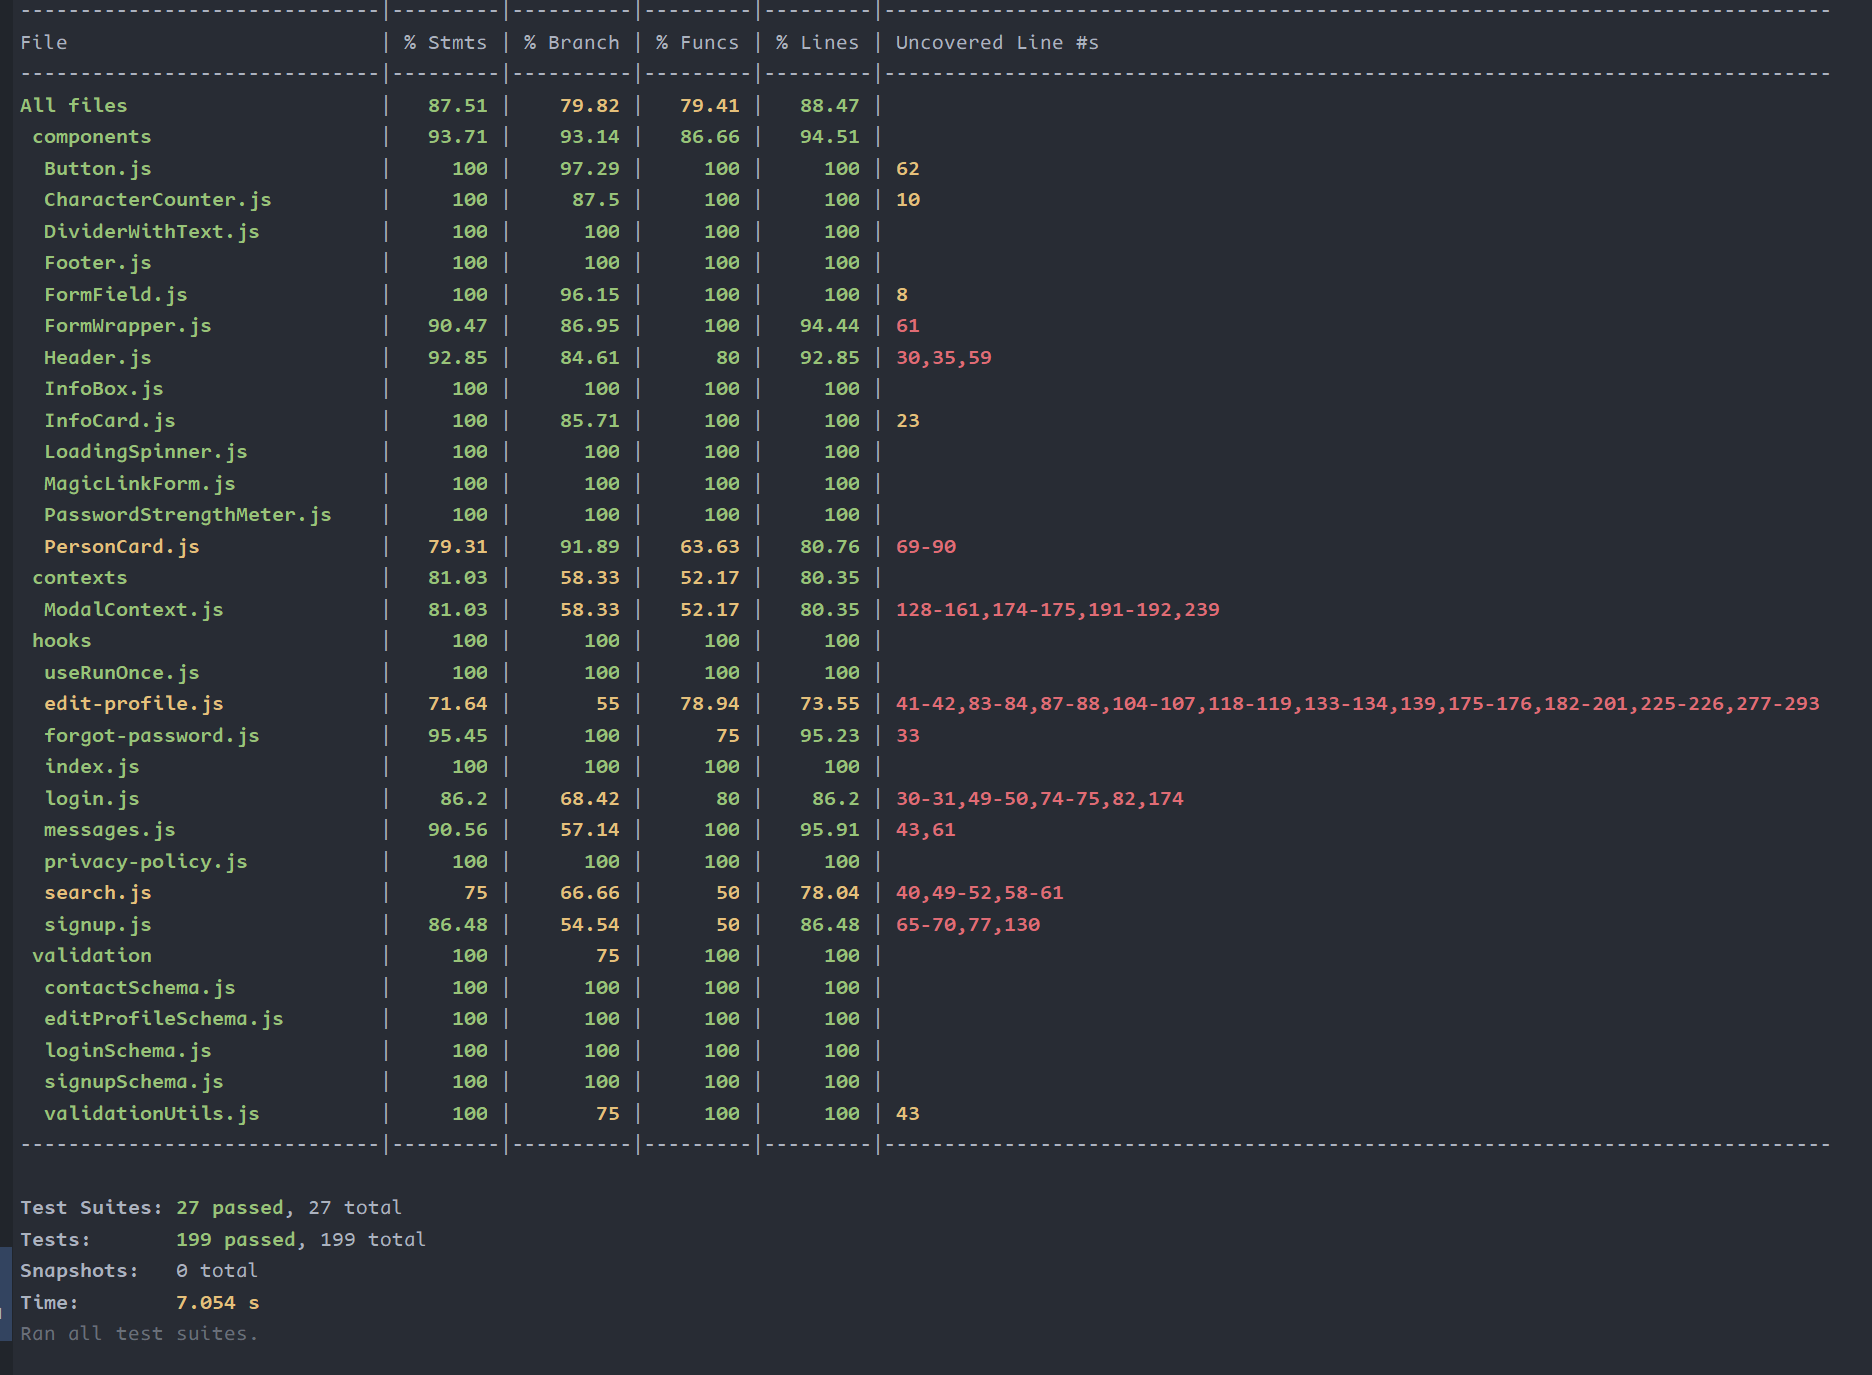 ------------------------------|---------|----------|---------|---------|-------------------------------------------------------------------------------
File                          | % Stmts | % Branch | % Funcs | % Lines | Uncovered Line #s
------------------------------|---------|----------|---------|---------|-------------------------------------------------------------------------------
All files                     |   87.51 |    79.82 |   79.41 |   88.47 |
 components                   |   93.71 |    93.14 |   86.66 |   94.51 |
  Button.js                   |     100 |    97.29 |     100 |     100 | 62
  CharacterCounter.js         |     100 |     87.5 |     100 |     100 | 10
  DividerWithText.js          |     100 |      100 |     100 |     100 |
  Footer.js                   |     100 |      100 |     100 |     100 |
  FormField.js                |     100 |    96.15 |     100 |     100 | 8
  FormWrapper.js              |   90.47 |    86.95 |     100 |   94.44 | 61
  Header.js                   |   92.85 |    84.61 |      80 |   92.85 | 30,35,59
  InfoBox.js                  |     100 |      100 |     100 |     100 |
  InfoCard.js                 |     100 |    85.71 |     100 |     100 | 23
  LoadingSpinner.js           |     100 |      100 |     100 |     100 |
  MagicLinkForm.js            |     100 |      100 |     100 |     100 |
  PasswordStrengthMeter.js    |     100 |      100 |     100 |     100 |
  PersonCard.js               |   79.31 |    91.89 |   63.63 |   80.76 | 69-90
 contexts                     |   81.03 |    58.33 |   52.17 |   80.35 |
  ModalContext.js             |   81.03 |    58.33 |   52.17 |   80.35 | 128-161,174-175,191-192,239
 hooks                        |     100 |      100 |     100 |     100 |
  useRunOnce.js               |     100 |      100 |     100 |     100 |
  edit-profile.js             |   71.64 |       55 |   78.94 |   73.55 | 41-42,83-84,87-88,104-107,118-119,133-134,139,175-176,182-201,225-226,277-293
  forgot-password.js          |   95.45 |      100 |      75 |   95.23 | 33
  index.js                    |     100 |      100 |     100 |     100 |
  login.js                    |    86.2 |    68.42 |      80 |    86.2 | 30-31,49-50,74-75,82,174
  messages.js                 |   90.56 |    57.14 |     100 |   95.91 | 43,61
  privacy-policy.js           |     100 |      100 |     100 |     100 |
  search.js                   |      75 |    66.66 |      50 |   78.04 | 40,49-52,58-61
  signup.js                   |   86.48 |    54.54 |      50 |   86.48 | 65-70,77,130
 validation                   |     100 |       75 |     100 |     100 |
  contactSchema.js            |     100 |      100 |     100 |     100 |
  editProfileSchema.js        |     100 |      100 |     100 |     100 |
  loginSchema.js              |     100 |      100 |     100 |     100 |
  signupSchema.js             |     100 |      100 |     100 |     100 |
  validationUtils.js          |     100 |       75 |     100 |     100 | 43
------------------------------|---------|----------|---------|---------|-------------------------------------------------------------------------------
Test Suites: 27 passed, 27 total
Tests:       199 passed, 199 total
Snapshots:   0 total
Time:        7.054 s
Ran all test suites.